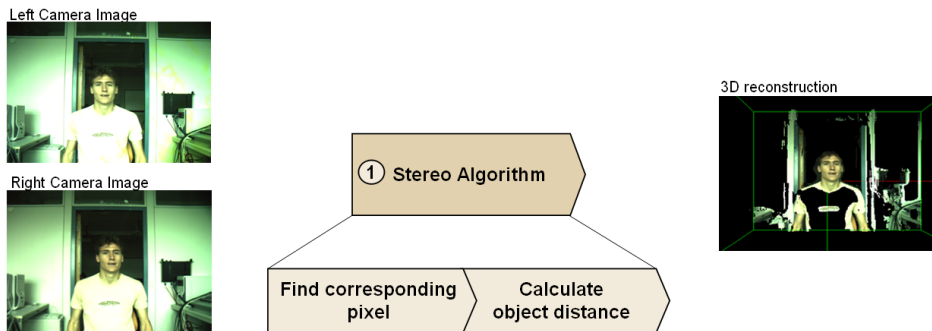 Left Camera Image
Right Camera Image
1 Stereo Algorithm
Find corresponding
pixel
Calculate
object distance
3D reconstruction